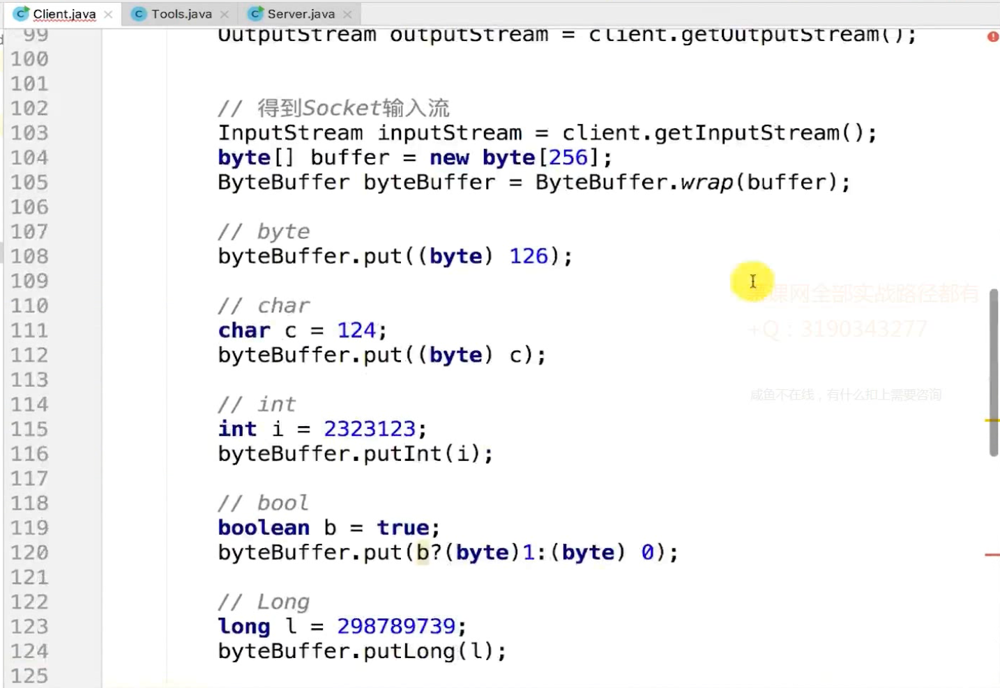 Client.java
Tools.java
Server.java
99 OutputStream outputStream = client.getOutputStream();
100
101
102 // 得到Socket输入流
103 InputStream inputStream = client.getInputStream();
104 byte[] buffer = new byte[256];
105 ByteBuffer byteBuffer = ByteBuffer.wrap(buffer);
106
107 // byte
108 byteBuffer.put((byte) 126);
109
110 // char
111 char c = 124;
112 byteBuffer.put((byte) c);
113
114 // int
115 int i = 2323123;
116 byteBuffer.putInt(i);
117
118 // bool
119 boolean b = true;
120 byteBuffer.put(b?(byte)1:(byte) 0);
121
122 // Long
123 long l = 298789739;
124 byteBuffer.putLong(l);
125
课网全部实战路径都有
+Q：3190343277
咸鱼不在线，有什么扣上需要咨询